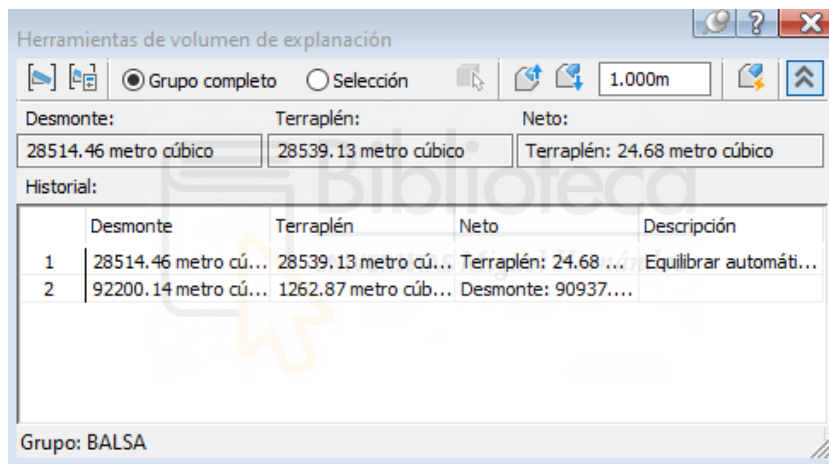 Herramientas de volumen de explanación
Grupo completo Selección 1.000m
Desmonte: Terraplén: Neto:
28514.46 metro cúbico 28539.13 metro cúbico Terraplén: 24.68 metro cúbico
Historial:
Desmonte Terraplén Neto Descripción
1 28514.46 metro cú... 28539.13 metro cú... Terraplén: 24.68 ... Equilibrar automáti...
2 92200.14 metro cú... 1262.87 metro cúb... Desmonte: 90937....
Grupo: BALSA
Biblioteca